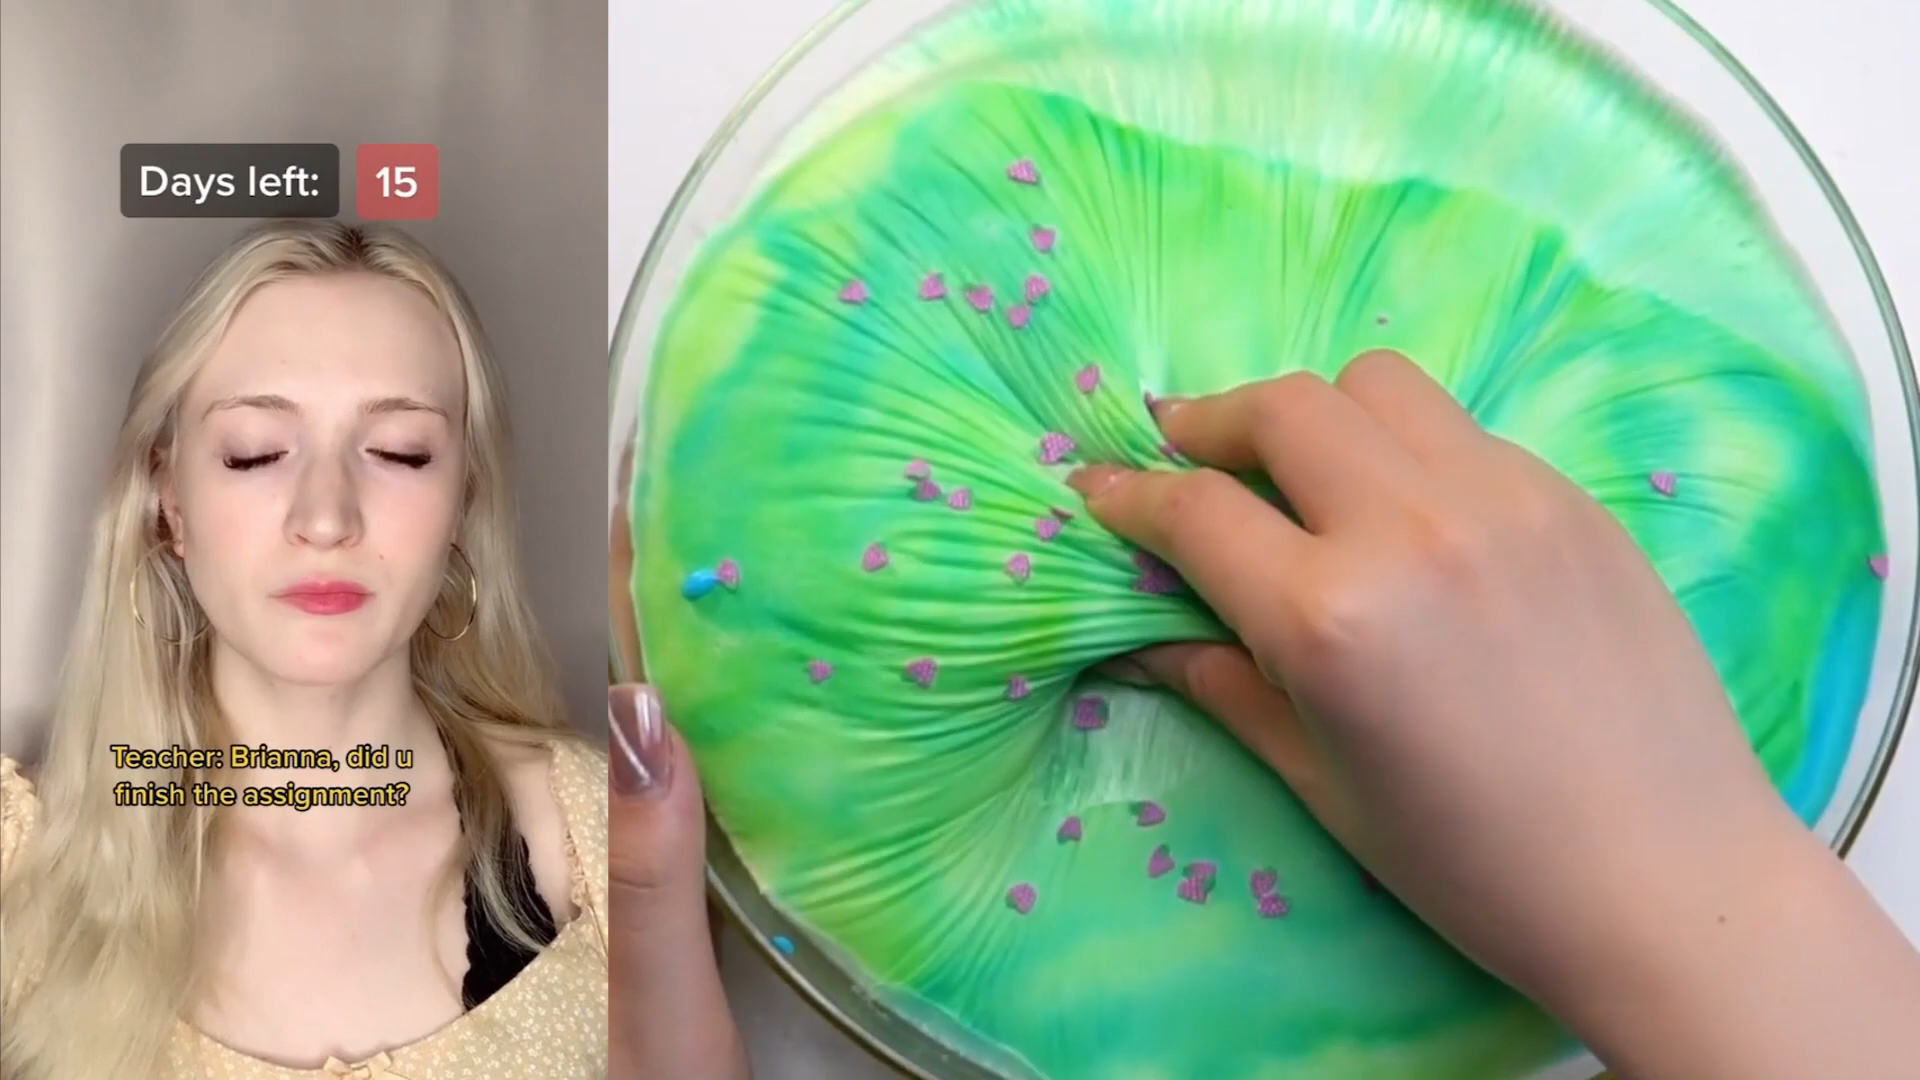 Days left: 15
Teacher: Brianna, did u
finish the assignment?